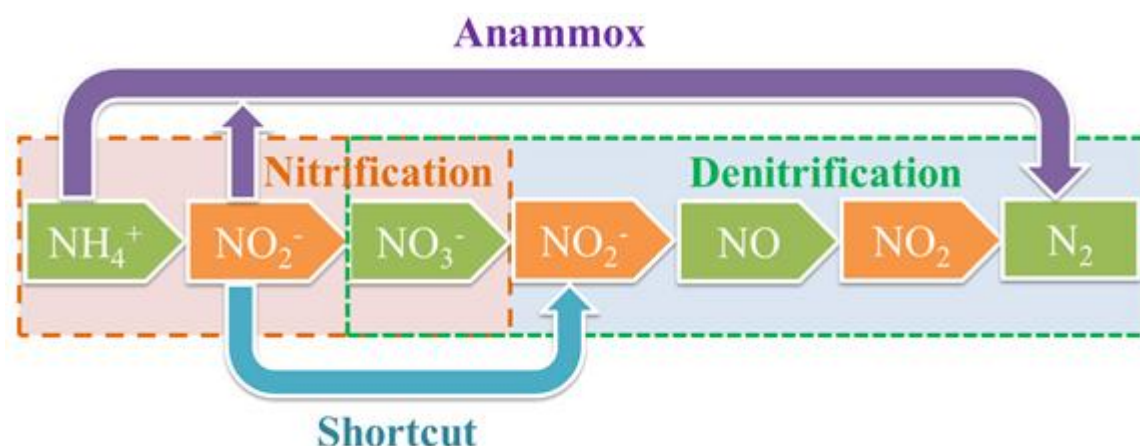 Anammox
Nitrification
Denitrification
NH₄⁺
NO₂⁻
NO₃⁻
NO₂⁻
NO
NO₂
N₂
Shortcut